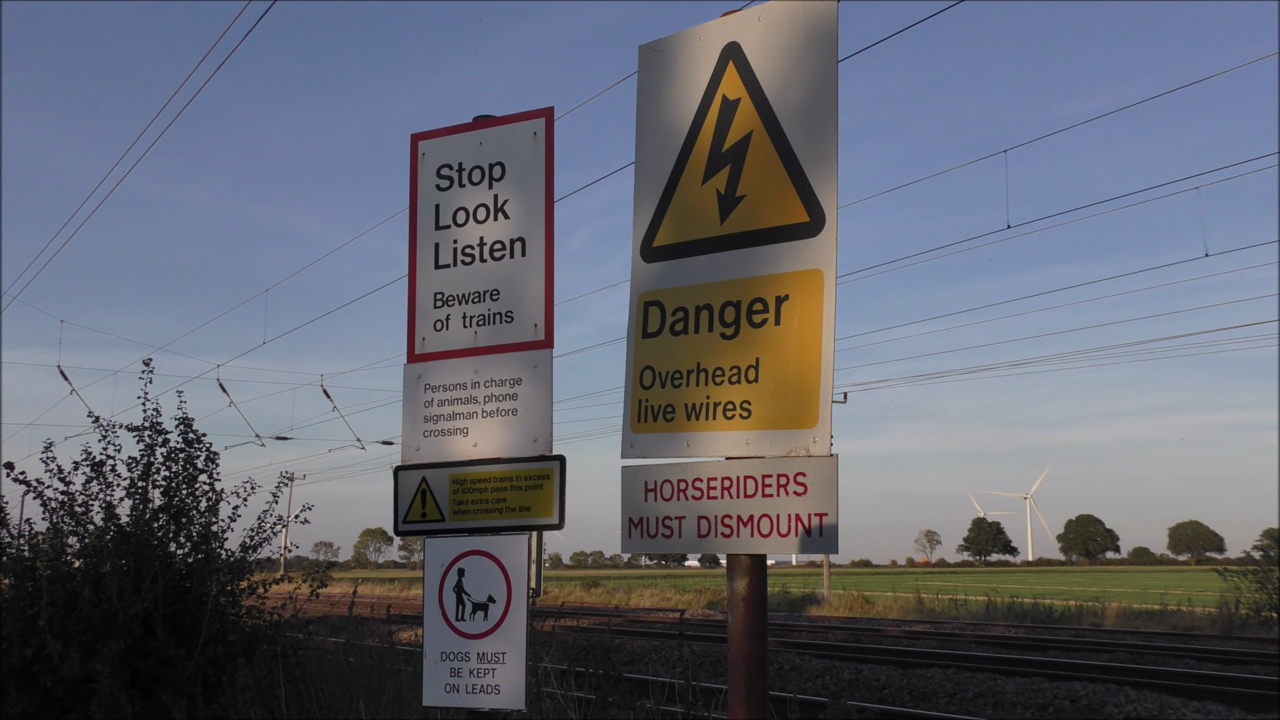 Stop
Look
Listen
Beware
of trains
Persons in charge
of animals, phone
signalman before
crossing
High speed trains in excess
of 100mph pass this point
Take extra care
when crossing the line
DOGS MUST
BE KEPT
ON LEADS
Danger
Overhead
live wires
HORSERIDERS
MUST DISMOUNT